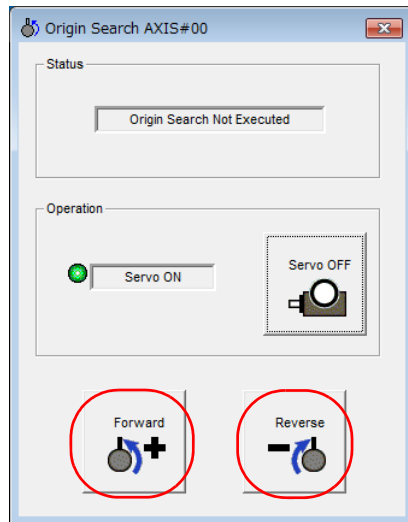 Origin Search AXIS#00
Status
Origin Search Not Executed
Operation
Servo ON
Servo OFF
Forward
Reverse